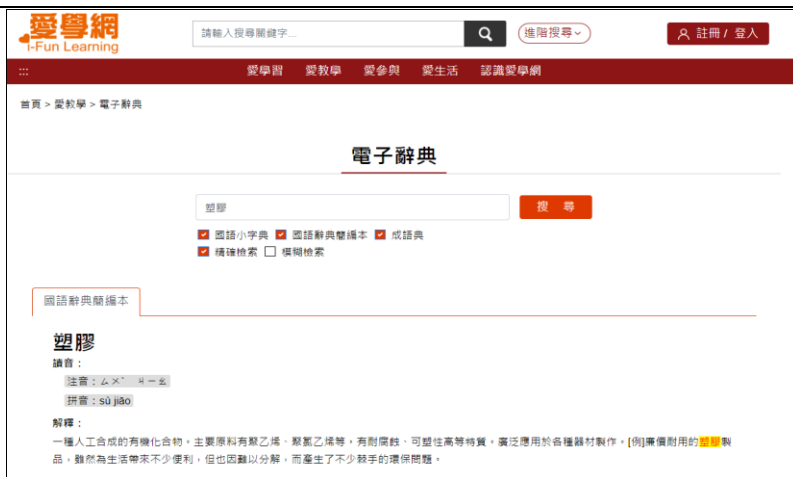 愛學網
i-Fun Learning
請輸入搜尋關鍵字...
進階搜尋
註冊 / 登入
:::
愛學習 愛教學 愛參與 愛生活 認識愛學網
首頁 > 愛教學 > 電子辭典
電子辭典
塑膠
搜 尋
國語小字典 國語辭典簡編本 成語典
精確檢索 模糊檢索
國語辭典簡編本
塑膠
讀音：
注音：ㄙㄨˋ ㄐㄧㄠ
拼音：sù jiāo
解釋：
一種人工合成的有機化合物。主要原料有聚乙烯、聚氯乙烯等。有耐腐蝕、可塑性高等特質。廣泛應用於各種器材製作。[例]廉價耐用的塑膠製
品，雖然為生活帶來不少便利，但也因難以分解，而產生了不少棘手的環保問題。